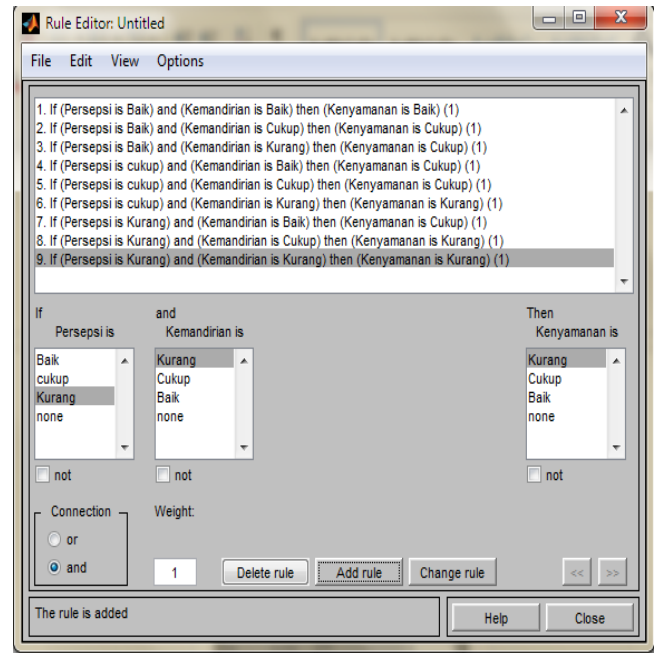 Rule Editor: Untitled
File Edit View Options
1. If (Persepsi is Baik) and (Kemandirian is Baik) then (Kenyamanan is Baik) (1)
2. If (Persepsi is Baik) and (Kemandirian is Cukup) then (Kenyamanan is Cukup) (1)
3. If (Persepsi is Baik) and (Kemandirian is Kurang) then (Kenyamanan is Cukup) (1)
4. If (Persepsi is cukup) and (Kemandirian is Baik) then (Kenyamanan is Cukup) (1)
5. If (Persepsi is cukup) and (Kemandirian is Cukup) then (Kenyamanan is Cukup) (1)
6. If (Persepsi is cukup) and (Kemandirian is Kurang) then (Kenyamanan is Kurang) (1)
7. If (Persepsi is Kurang) and (Kemandirian is Baik) then (Kenyamanan is Cukup) (1)
8. If (Persepsi is Kurang) and (Kemandirian is Cukup) then (Kenyamanan is Kurang) (1)
9. If (Persepsi is Kurang) and (Kemandirian is Kurang) then (Kenyamanan is Kurang) (1)
If
Persepsi is
Baik
cukup
Kurang
none
not
and
Kemandirian is
Kurang
Cukup
Baik
none
not
Then
Kenyamanan is
Kurang
Cukup
Baik
none
not
Connection
or
and
Weight:
1
Delete rule Add rule Change rule << >>
The rule is added
Help Close